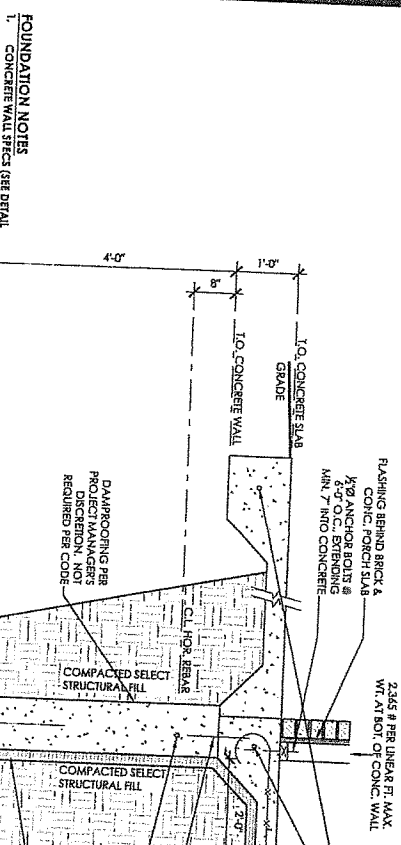 FLASHING BEHIND BRICK &
CONC. PORCH SLAB
½"Ø ANCHOR BOLTS @
6'-0" O.C., EXTENDING
MIN. 7" INTO CONCRETE
2,365 # PER LINEAR FT. MAX.
WT. AT BOT. OF CONC. WALL
T.O. CONCRETE SLAB
GRADE
1'-0"
T.O. CONCRETE WALL
8"
4'-0"
C.L. HOR. REBAR
DAMPROOFING PER
PROJECT MANAGER'S
DISCRETION. NOT
REQUIRED PER CODE
COMPACTED SELECT
STRUCTURAL FILL
COMPACTED SELECT
STRUCTURAL FILL
2'-0"
FOUNDATION NOTES
1. CONCRETE WALL SPECS (SEE DETAIL